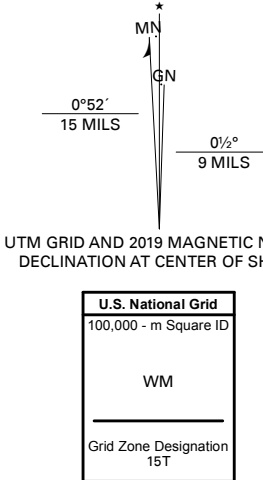 ★
MN
GN
0°52´
15 MILS
0½°
9 MILS
UTM GRID AND 2019 MAGNETIC
DECLINATION AT CENTER OF
U.S. National Grid
100,000 - m Square ID
WM
Grid Zone Designation
15T